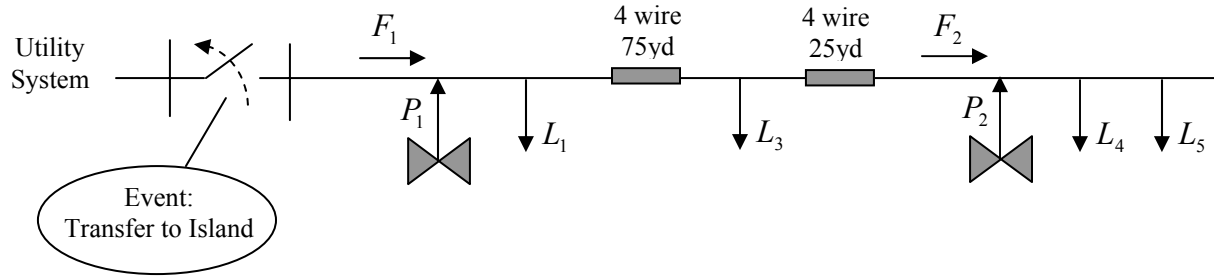 4 wire
75yd
4 wire
25yd
Utility
System
F1
F2
P1
L1
L3
P2
L4
L5
Event:
Transfer to Island